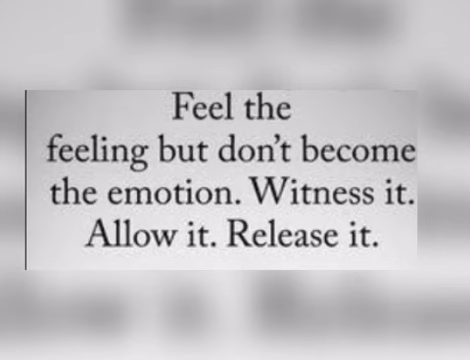 Feel the
feeling but don't become
the emotion. Witness it.
Allow it. Release it.